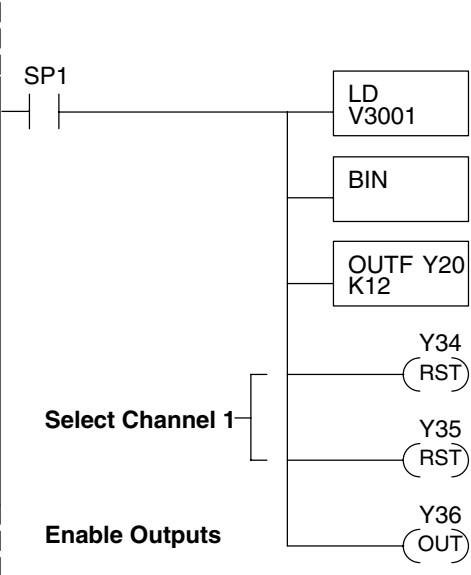 SP1
LD
V3001
BIN
OUTF Y20
K12
Y34
RST
Select Channel 1
Y35
RST
Y36
Enable Outputs
OUT